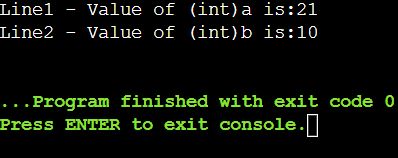 Line1 - Value of (int)a is:21
Line2 - Value of (int)b is:10
...Program finished with exit code 0
Press ENTER to exit console.